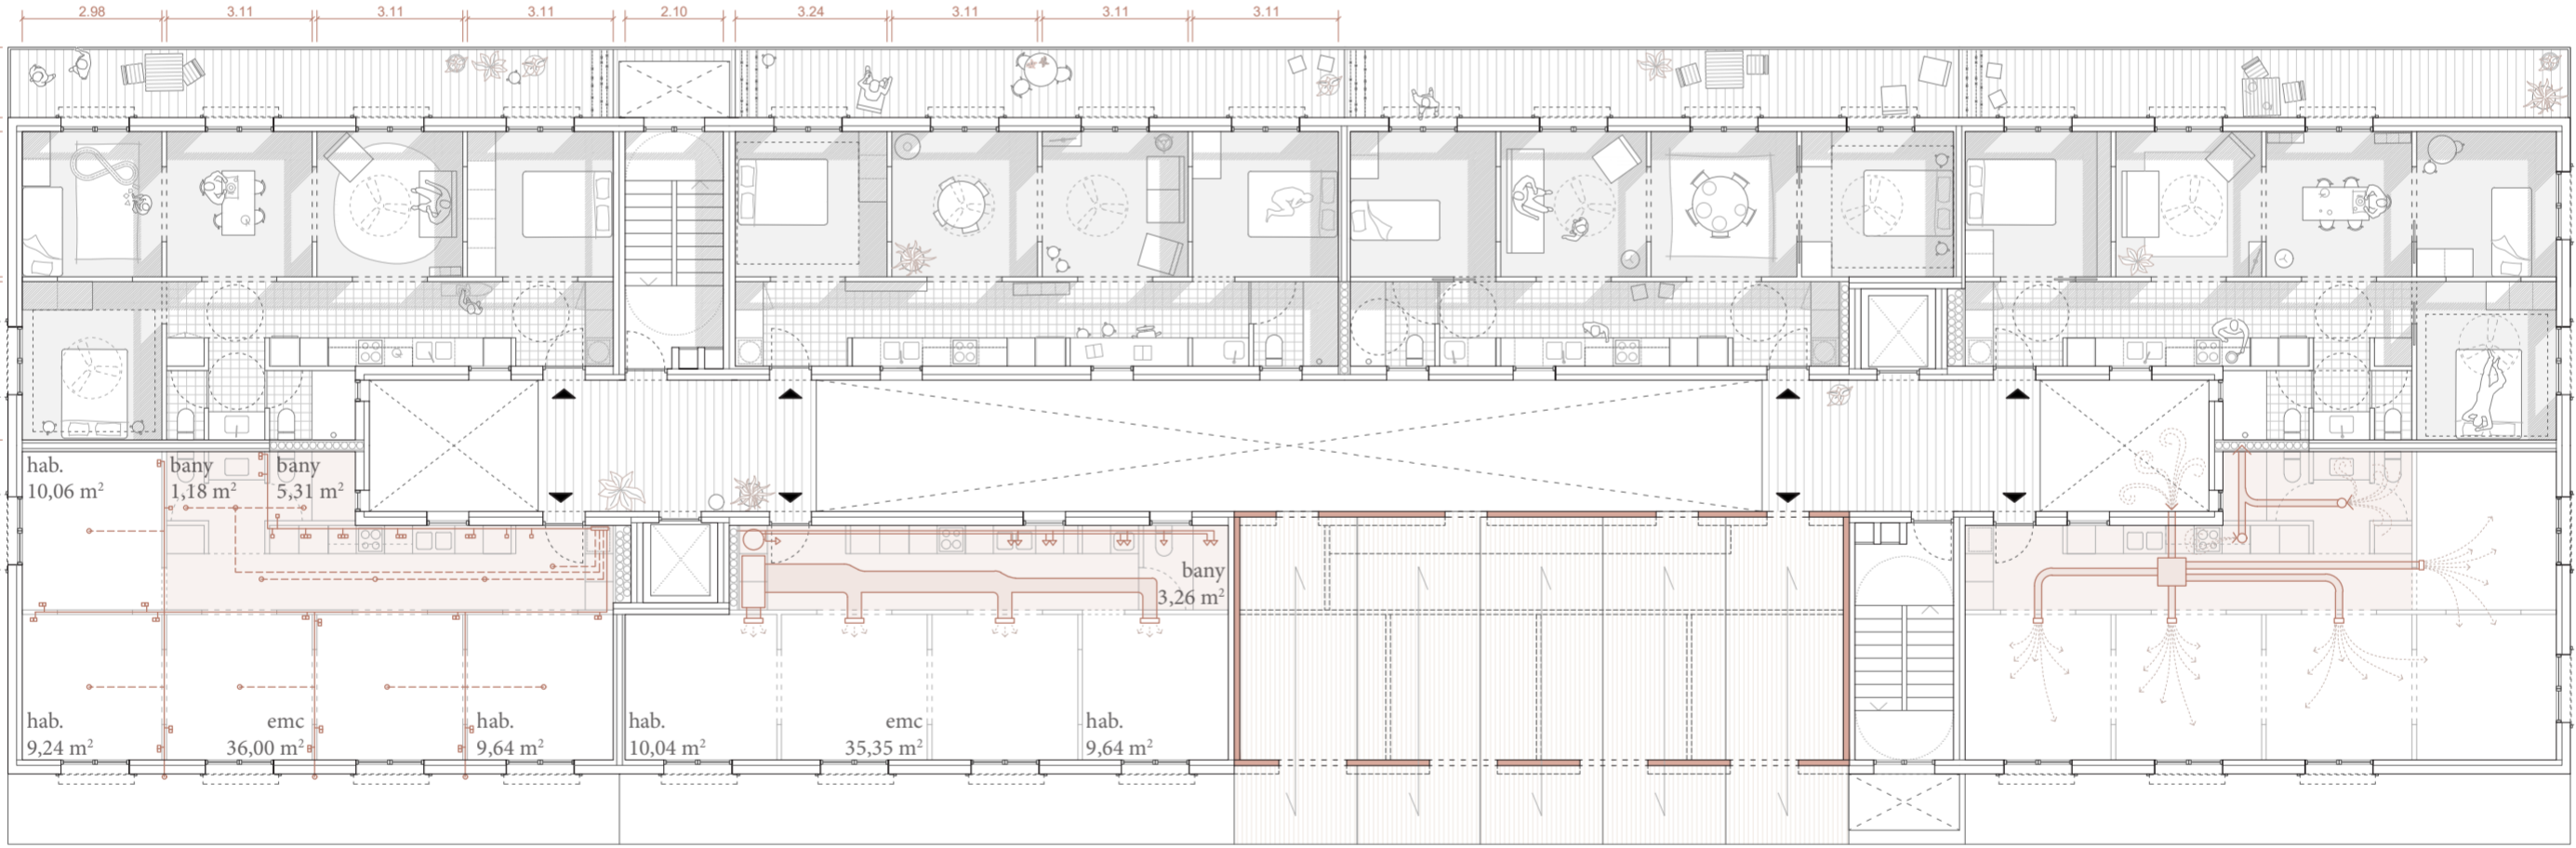 2.98 3.11 3.11 3.11 2.10 3.24 3.11 3.11 3.11
hab.
10,06 m²
bany
1,18 m²
bany
5,31 m²
bany
3,26 m²
hab.
9,24 m²
emc
36,00 m²
hab.
9,64 m²
hab.
10,04 m²
emc
35,35 m²
hab.
9,64 m²